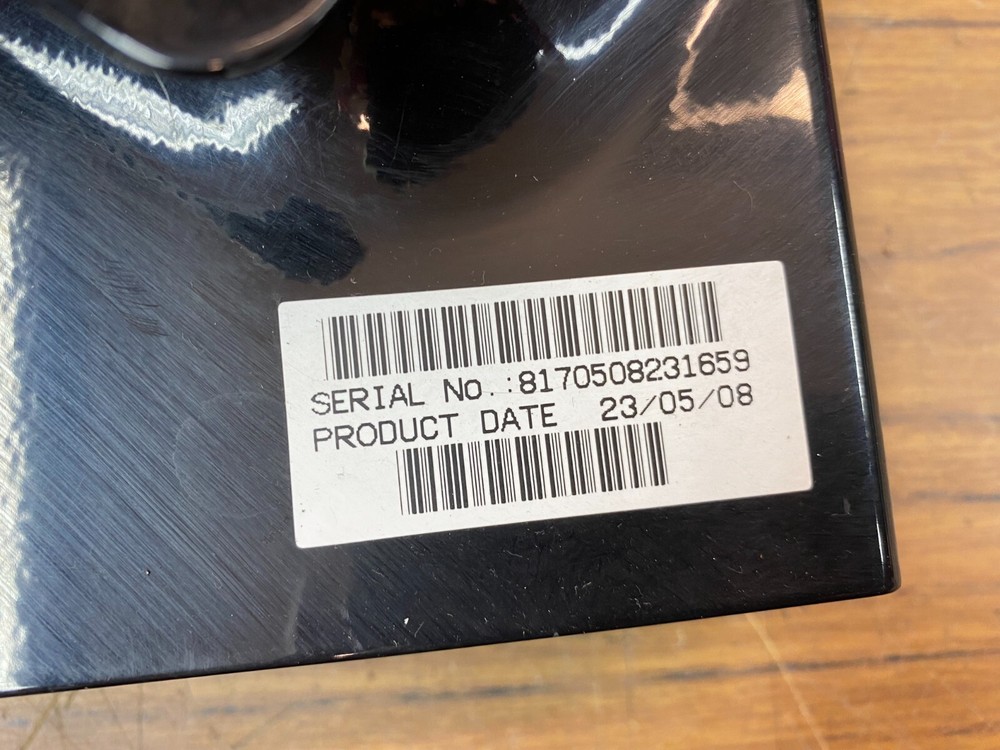 SERIAL No.:8170508231659
PRODUCT DATE 23/05/08